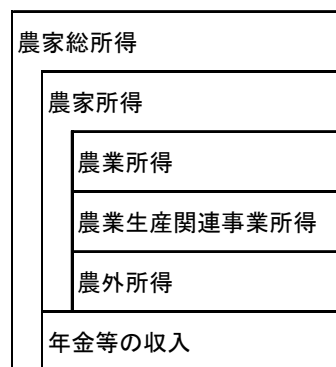 農家総所得
農家所得
農業所得
農業生産関連事業所得
農外所得
年金等の収入